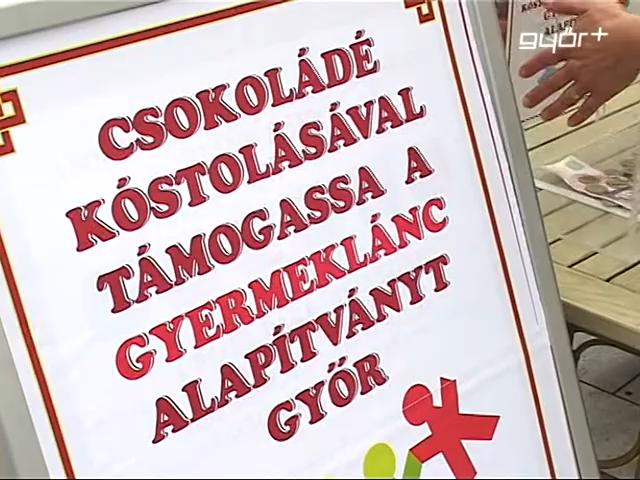 győr+
CSOKOLÁDÉ
KÓSTOLÁSÁVAL
TÁMOGASSA A
GYERMEKLÁNC
ALAPÍTVÁNYT
GYŐR